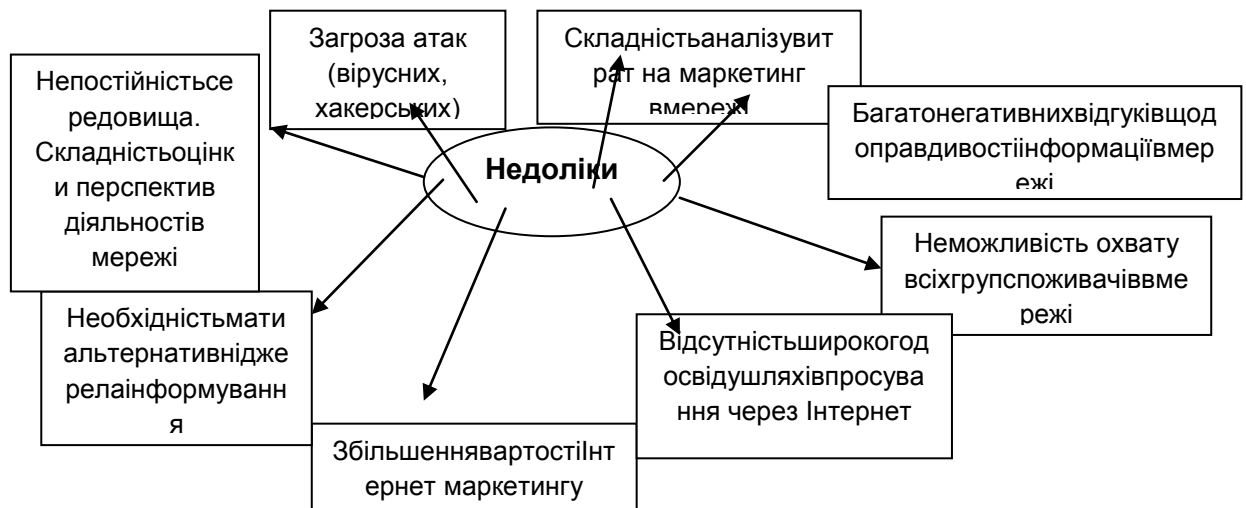 Загроза атак
(вірусних,
хакерських)
Складністьаналізувит
рат на маркетинг
вмережі
Непостійністьсе
редовища.
Складністьоцінк
и перспектив
діяльностів
мережі
Багатонегативнихвідгуківщод
оправдивостіінформаціївмер
ежі
Недоліки
Неможливість охвату
всіхгрупспоживачіввме
режі
Необхідністьмати
альтернативнідже
релаінформуванн
я
Відсутністьширокогод
освідушляхівпросува
ння через Інтернет
ЗбільшеннявартостіІнт
ернет маркетингу